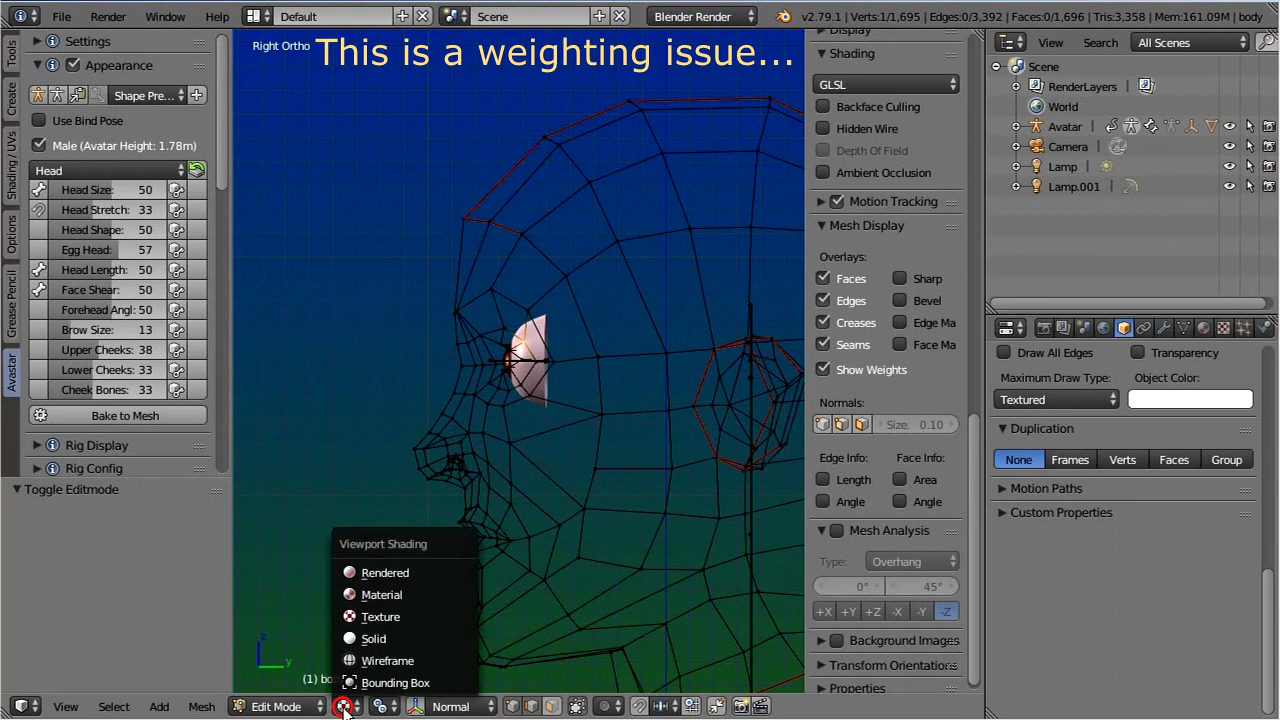 File Render Window Help
Default
Scene
Blender Render
v2.79.1 | Verts:1/1,695 | Edges:0/3,392 | Faces:0/1,696 | Tris:3,358 | Mem:161.09M | body
Tools
Create
Shading / UVs
Options
Grease Pencil
Avastar
Settings
Appearance
Shape Pre...
Use Bind Pose
Male (Avatar Height: 1.78m)
Head
Head Size: 50
Head Stretch: 33
Head Shape: 50
Egg Head: 57
Head Length: 50
Face Shear: 50
Forehead Angl: 50
Brow Size: 13
Upper Cheeks: 38
Lower Cheeks: 33
Cheek Bones: 33
Bake to Mesh
Rig Display
Rig Config
Toggle Editmode
Right Ortho
This is a weighting issue...
z
y
(1) bo
Viewport Shading
Rendered
Material
Texture
Solid
Wireframe
Bounding Box
View Select Add Mesh
Edit Mode
Normal
Display
Shading
GLSL
Backface Culling
Hidden Wire
Depth Of Field
Ambient Occlusion
Motion Tracking
Mesh Display
Overlays:
Faces Sharp
Edges Bevel
Creases Edge Ma
Seams Face Ma
Show Weights
Normals:
Size: 0.10
Edge Info: Face Info:
Length Area
Angle Angle
Mesh Analysis
Type: Overhang
0° 45°
+X +Y +Z -X -Y -Z
Background Images
Transform Orientations
Properties
View Search All Scenes
Scene
RenderLayers
World
Avatar
Camera
Lamp
Lamp.001
Draw All Edges Transparency
Maximum Draw Type: Object Color:
Textured
Duplication
None Frames Verts Faces Group
Motion Paths
Custom Properties